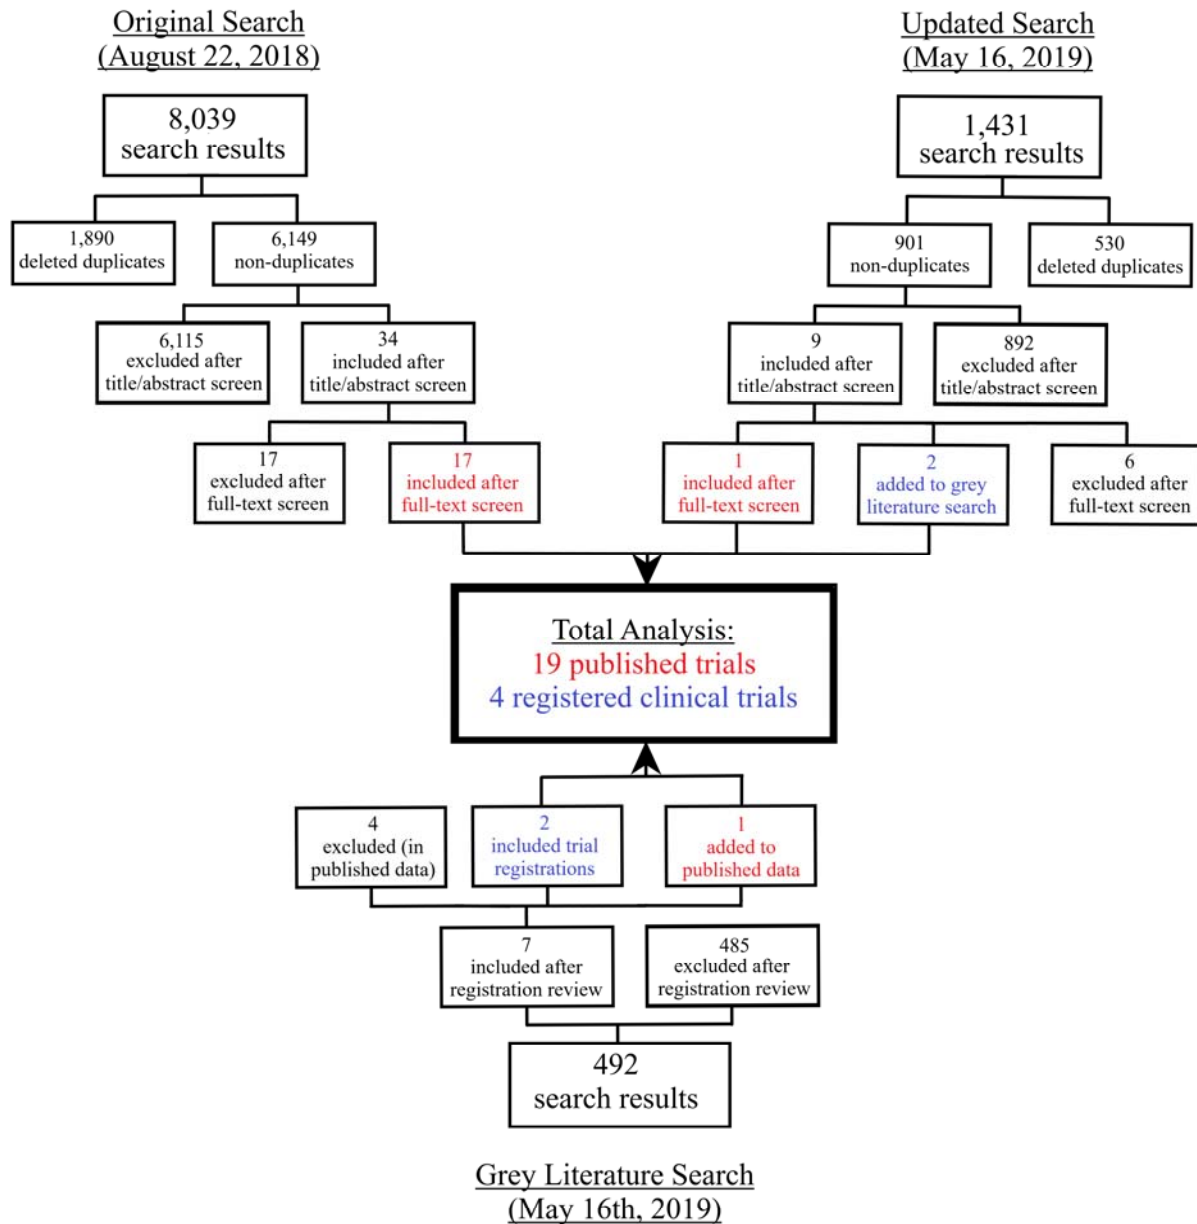 Original Search
(August 22, 2018)
8,039
search results
1,890
deleted duplicates
6,149
non-duplicates
6,115
excluded after
title/abstract screen
34
included after
title/abstract screen
17
excluded after
full-text screen
17
included after
full-text screen
Updated Search
(May 16, 2019)
1,431
search results
901
non-duplicates
530
deleted duplicates
9
included after
title/abstract screen
892
excluded after
title/abstract screen
1
included after
full-text screen
2
added to grey
literature search
6
excluded after
full-text screen
Total Analysis:
19 published trials
4 registered clinical trials
4
excluded (in
published data)
2
included trial
registrations
1
added to
published data
7
included after
registration review
485
excluded after
registration review
492
search results
Grey Literature Search
(May 16th, 2019)